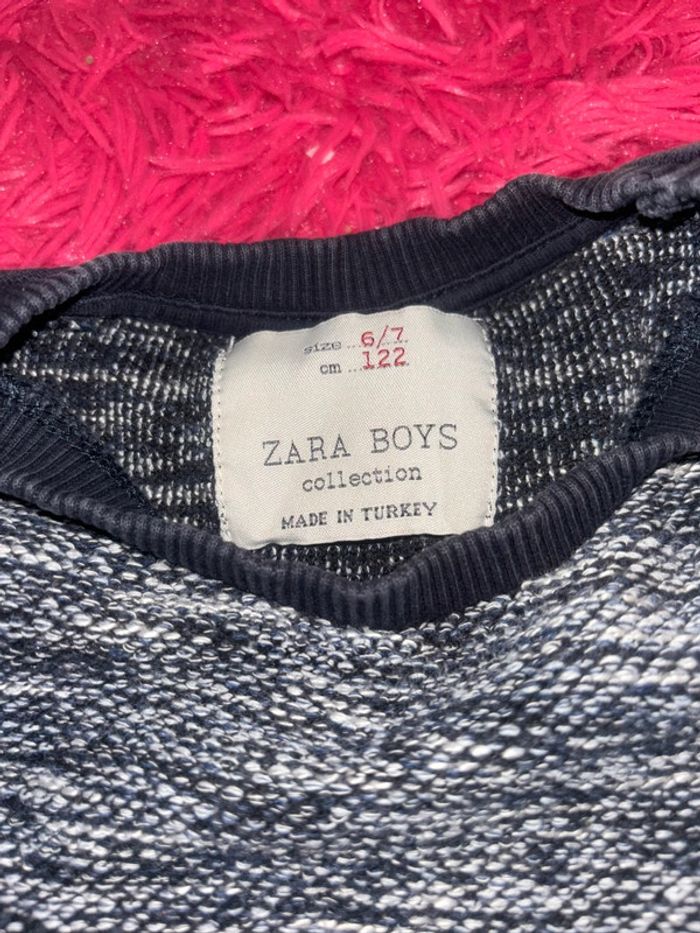 size ... 6/7
cm ... 122
ZARA BOYS
collection
MADE IN TURKEY